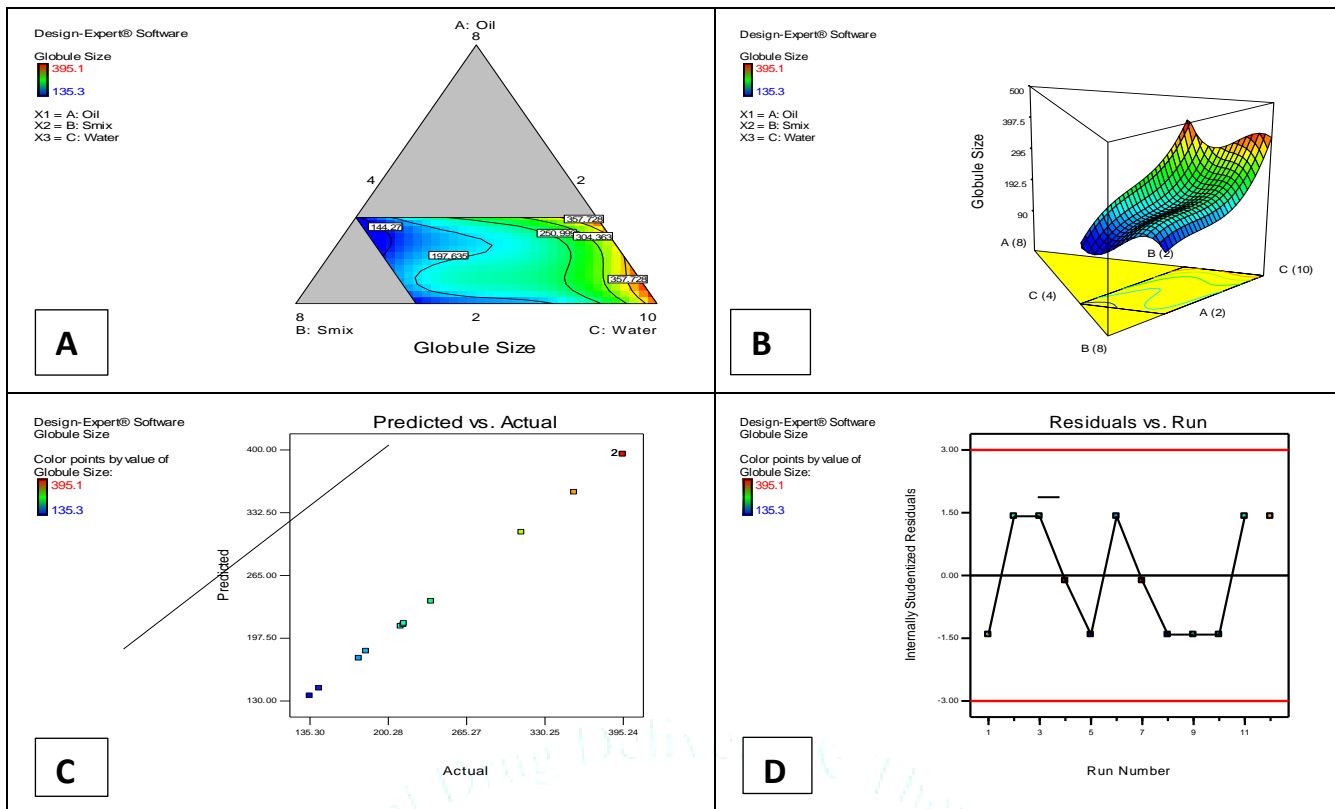 Design-Expert® Software
Globule Size
395.1
135.3
X1 = A: Oil
X2 = B: Smix
X3 = C: Water
A: Oil
8
4
2
357.728
144.27
250.999
304.363
197.635
357.728
8
10
B: Smix
2
C: Water
Globule Size
A
Design-Expert® Software
Globule Size
395.1
135.3
X1 = A: Oil
X2 = B: Smix
X3 = C: Water
500
397.5
295
192.5
90
Globule Size
A (8)
B (2)
C (10)
C (4)
A (2)
B (8)
B
Design-Expert® Software
Globule Size
Color points by value of
Globule Size:
395.1
135.3
Predicted vs. Actual
2
400.00
332.50
265.00
197.50
130.00
Predicted
135.30
200.28
265.27
330.25
395.24
Actual
C
Design-Expert® Software
Globule Size
Color points by value of
Globule Size:
395.1
135.3
Residuals vs. Run
3.00
1.50
0.00
-1.50
-3.00
Internally Studentized Residuals
1
3
5
7
9
11
Run Number
D
Drug